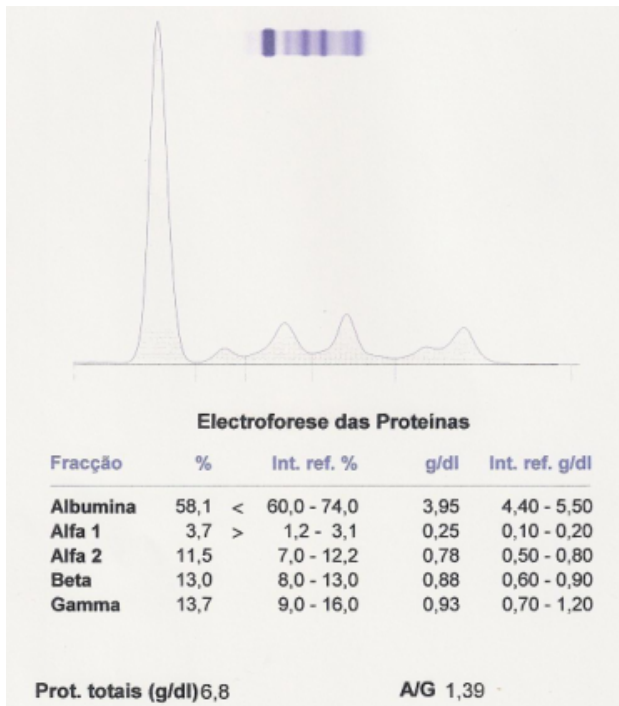 Electroforese das Proteinas
Fracção % Int. ref. % g/dl Int. ref. g/dl
Albumina 58,1 < 60,0 - 74,0 3,95 4,40 - 5,50
Alfa 1 3,7 > 1,2 - 3,1 0,25 0,10 - 0,20
Alfa 2 11,5 7,0 - 12,2 0,78 0,50 - 0,80
Beta 13,0 8,0 - 13,0 0,88 0,60 - 0,90
Gamma 13,7 9,0 - 16,0 0,93 0,70 - 1,20
Prot. totais (g/dl) 6,8 A/G 1,39